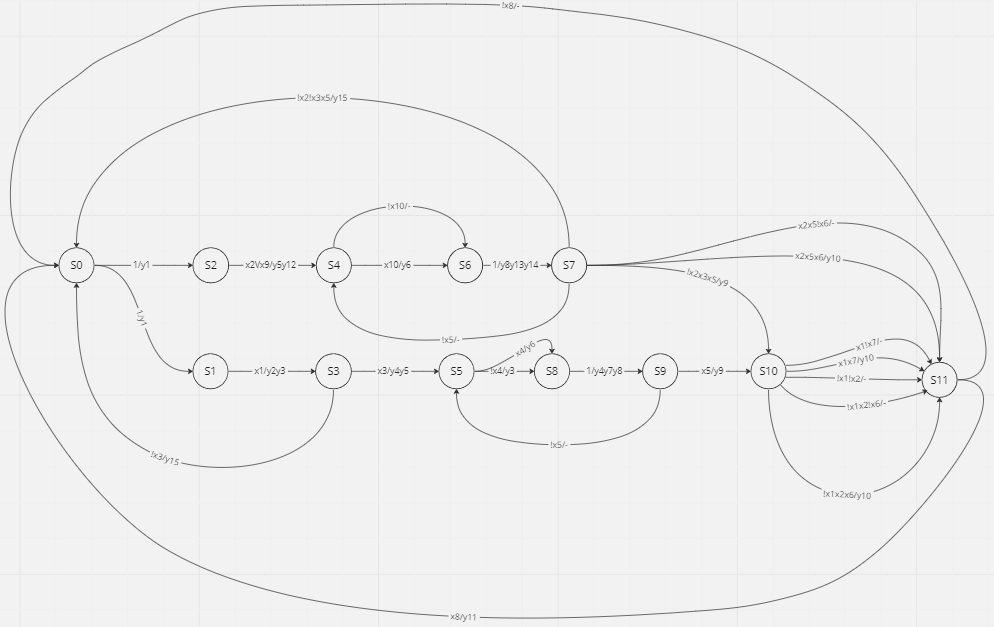 !x8/-
!x2!x3x5/y15
!x10/-
x2x5!x6/-
S0
1/y1
S2
x2Vx9/y5y12
S4
x10/y6
S6
1/y8y13y14
S7
x2x5x6/y10
!x2x3x5/y9
1/y1
!x5/-
x4/y6
x1!x7/-
x1x7/y10
S1
x1/y2y3
S3
x3/y4y5
S5
!x4/y3
S8
1/y4y7y8
S9
x5/y9
S10
!x1!x2/-
S11
!x1x2!x6/-
!x5/-
!x3/y15
!x1x2x6/y10
x8/y11